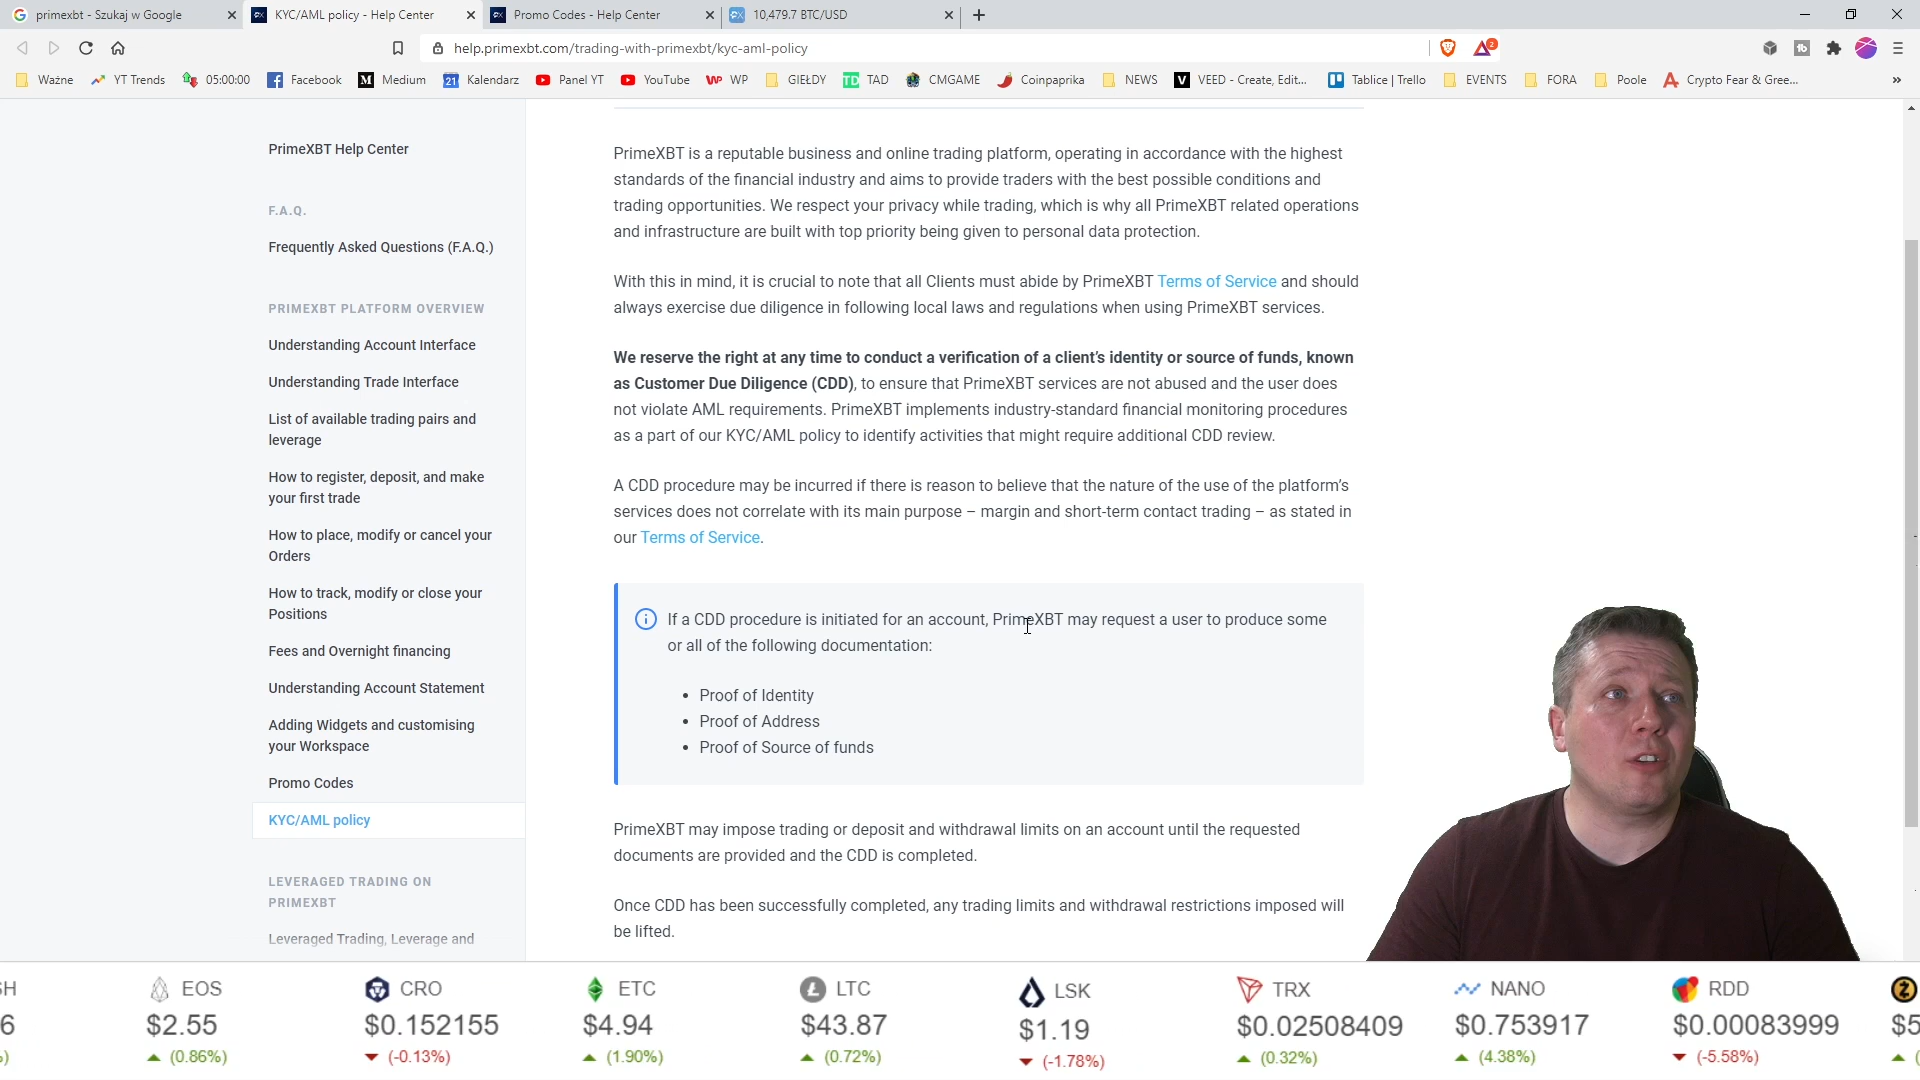 primexbt - Szukaj w Google
KYC/AML policy - Help Center
Promo Codes - Help Center
10,479.7 BTC/USD
help.primexbt.com/trading-with-primexbt/kyc-aml-policy
2
Ważne
YT Trends
05:00:00
Facebook
Medium
Kalendarz
Panel YT
YouTube
WP
GIEŁDY
TD TAD
CMGAME
Coinpaprika
NEWS
VEED - Create, Edit...
Tablice | Trello
EVENTS
FORA
Poole
Crypto Fear & Gree...
PrimeXBT Help Center
F.A.Q.
Frequently Asked Questions (F.A.Q.)
PRIMEXBT PLATFORM OVERVIEW
Understanding Account Interface
Understanding Trade Interface
List of available trading pairs and
leverage
How to register, deposit, and make
your first trade
How to place, modify or cancel your
Orders
How to track, modify or close your
Positions
Fees and Overnight financing
Understanding Account Statement
Adding Widgets and customising
your Workspace
Promo Codes
KYC/AML policy
LEVERAGED TRADING ON
PRIMEXBT
Leveraged Trading, Leverage and
PrimeXBT is a reputable business and online trading platform, operating in accordance with the highest
standards of the financial industry and aims to provide traders with the best possible conditions and
trading opportunities. We respect your privacy while trading, which is why all PrimeXBT related operations
and infrastructure are built with top priority being given to personal data protection.
With this in mind, it is crucial to note that all Clients must abide by PrimeXBT Terms of Service and should
always exercise due diligence in following local laws and regulations when using PrimeXBT services.
We reserve the right at any time to conduct a verification of a client's identity or source of funds, known
as Customer Due Diligence (CDD), to ensure that PrimeXBT services are not abused and the user does
not violate AML requirements. PrimeXBT implements industry-standard financial monitoring procedures
as a part of our KYC/AML policy to identify activities that might require additional CDD review.
A CDD procedure may be incurred if there is reason to believe that the nature of the use of the platform's
services does not correlate with its main purpose – margin and short-term contact trading – as stated in
our Terms of Service.
If a CDD procedure is initiated for an account, PrimeXBT may request a user to produce some
or all of the following documentation:
• Proof of Identity
• Proof of Address
• Proof of Source of funds
PrimeXBT may impose trading or deposit and withdrawal limits on an account until the requested
documents are provided and the CDD is completed.
Once CDD has been successfully completed, any trading limits and withdrawal restrictions imposed will
be lifted.
EOS
$2.55
(0.86%)
CRO
$0.152155
(-0.13%)
ETC
$4.94
(1.90%)
LTC
$43.87
(0.72%)
LSK
$1.19
(-1.78%)
TRX
$0.02508409
(0.32%)
NANO
$0.753917
(4.38%)
RDD
$0.00083999
(-5.58%)